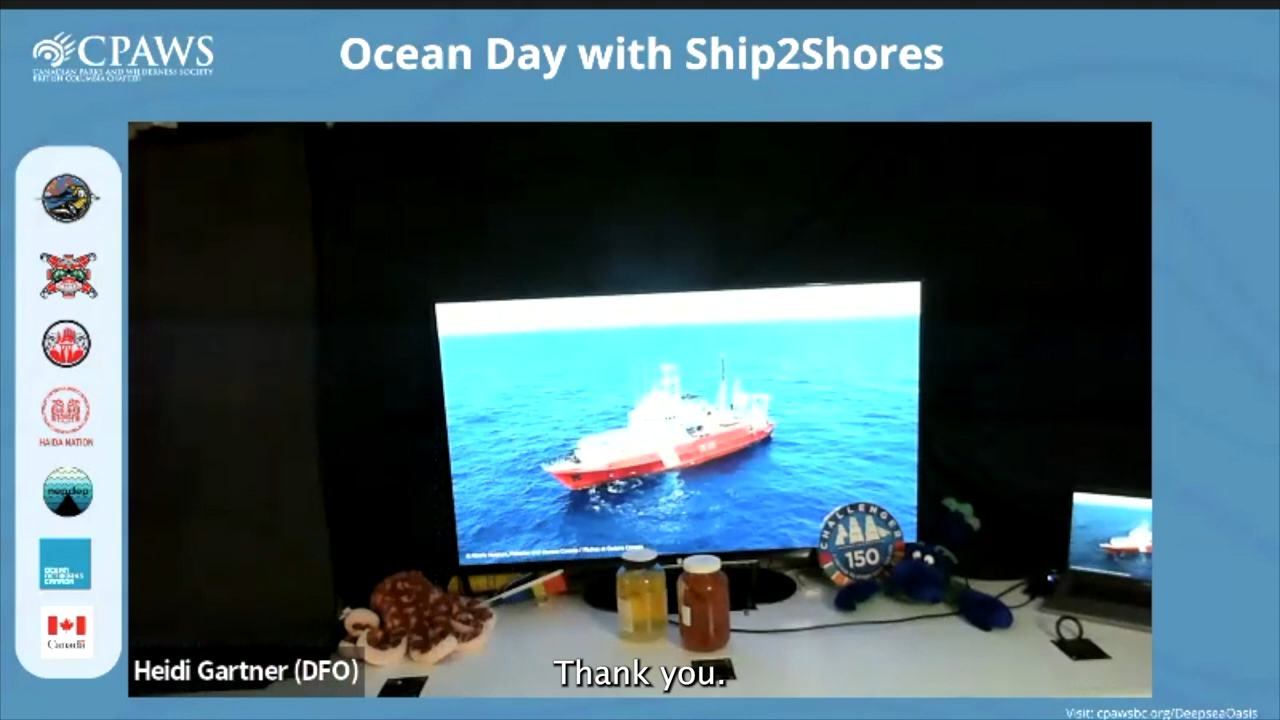 CPAWS
CANADIAN PARKS AND WILDERNESS SOCIETY
BRITISH COLUMBIA CHAPTER
Ocean Day with Ship2Shores
HAIDA NATION
nepdep
OCEAN
NETWORKS
CANADA
Canada
CHALLENGER
150
Heidi Gartner (DFO)
Thank you.
Visit: cpawsbc.org/DeepseaOasis